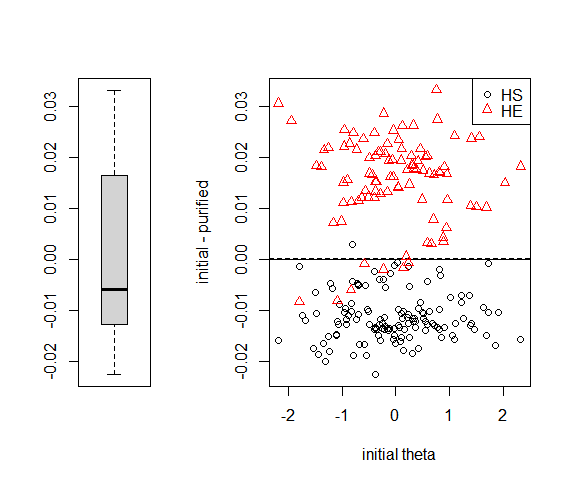 -0.02 -0.01 0.00 0.01 0.02 0.03
initial - purified
-0.02 -0.01 0.00 0.01 0.02 0.03
HS
HE
-2 -1 0 1 2
initial theta